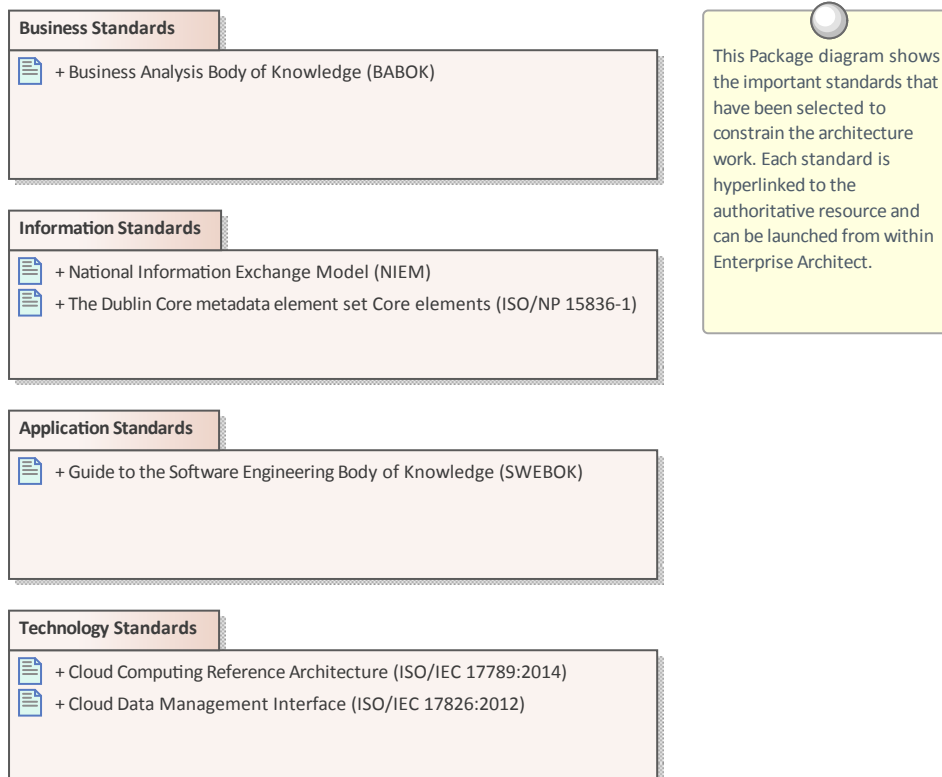 Business Standards
+ Business Analysis Body of Knowledge (BABOK)
Information Standards
+ National Information Exchange Model (NIEM)
+ The Dublin Core metadata element set Core elements (ISO/NP 15836-1)
Application Standards
+ Guide to the Software Engineering Body of Knowledge (SWEBOK)
Technology Standards
+ Cloud Computing Reference Architecture (ISO/IEC 17789:2014)
+ Cloud Data Management Interface (ISO/IEC 17826:2012)
This Package diagram shows
the important standards that
have been selected to
constrain the architecture
work. Each standard is
hyperlinked to the
authoritative resource and
can be launched from within
Enterprise Architect.